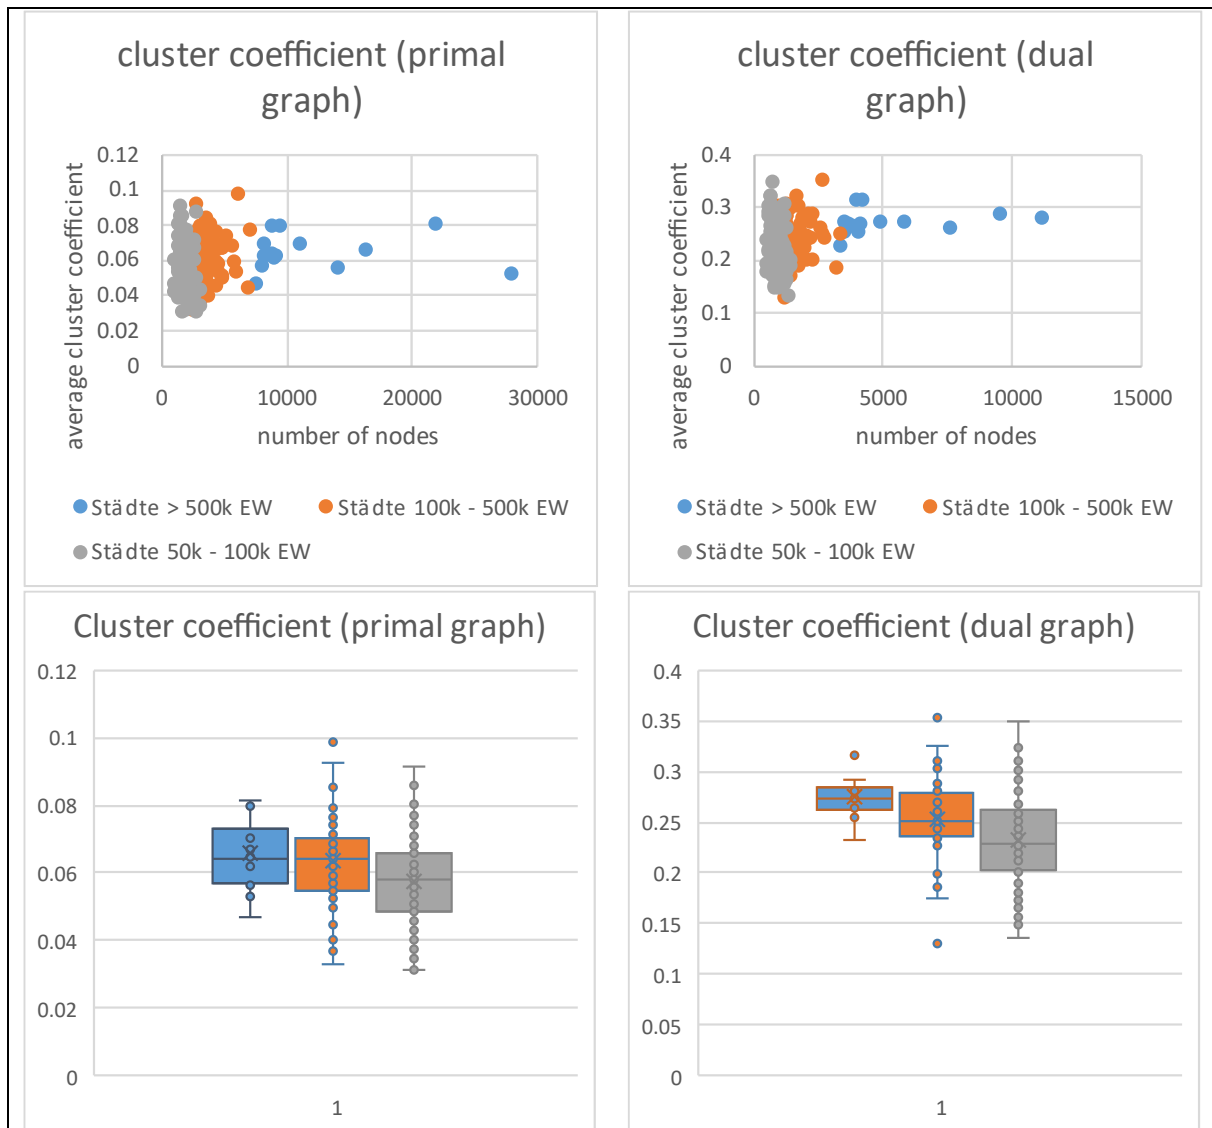 cluster coefficient (primal
graph)
average cluster coefficient
0.12
0.1
0.08
0.06
0.04
0.02
0
0
10000
20000
30000
number of nodes
Städte > 500k EW
Städte 100k - 500k EW
Städte 50k - 100k EW
cluster coefficient (dual
graph)
average cluster coefficient
0.4
0.3
0.2
0.1
0
0
5000
10000
15000
number of nodes
Städte > 500k EW
Städte 100k - 500k EW
Städte 50k - 100k EW
Cluster coefficient (primal graph)
0.12
0.1
0.08
0.06
0.04
0.02
0
1
Cluster coefficient (dual graph)
0.4
0.35
0.3
0.25
0.2
0.15
0.1
0.05
0
1